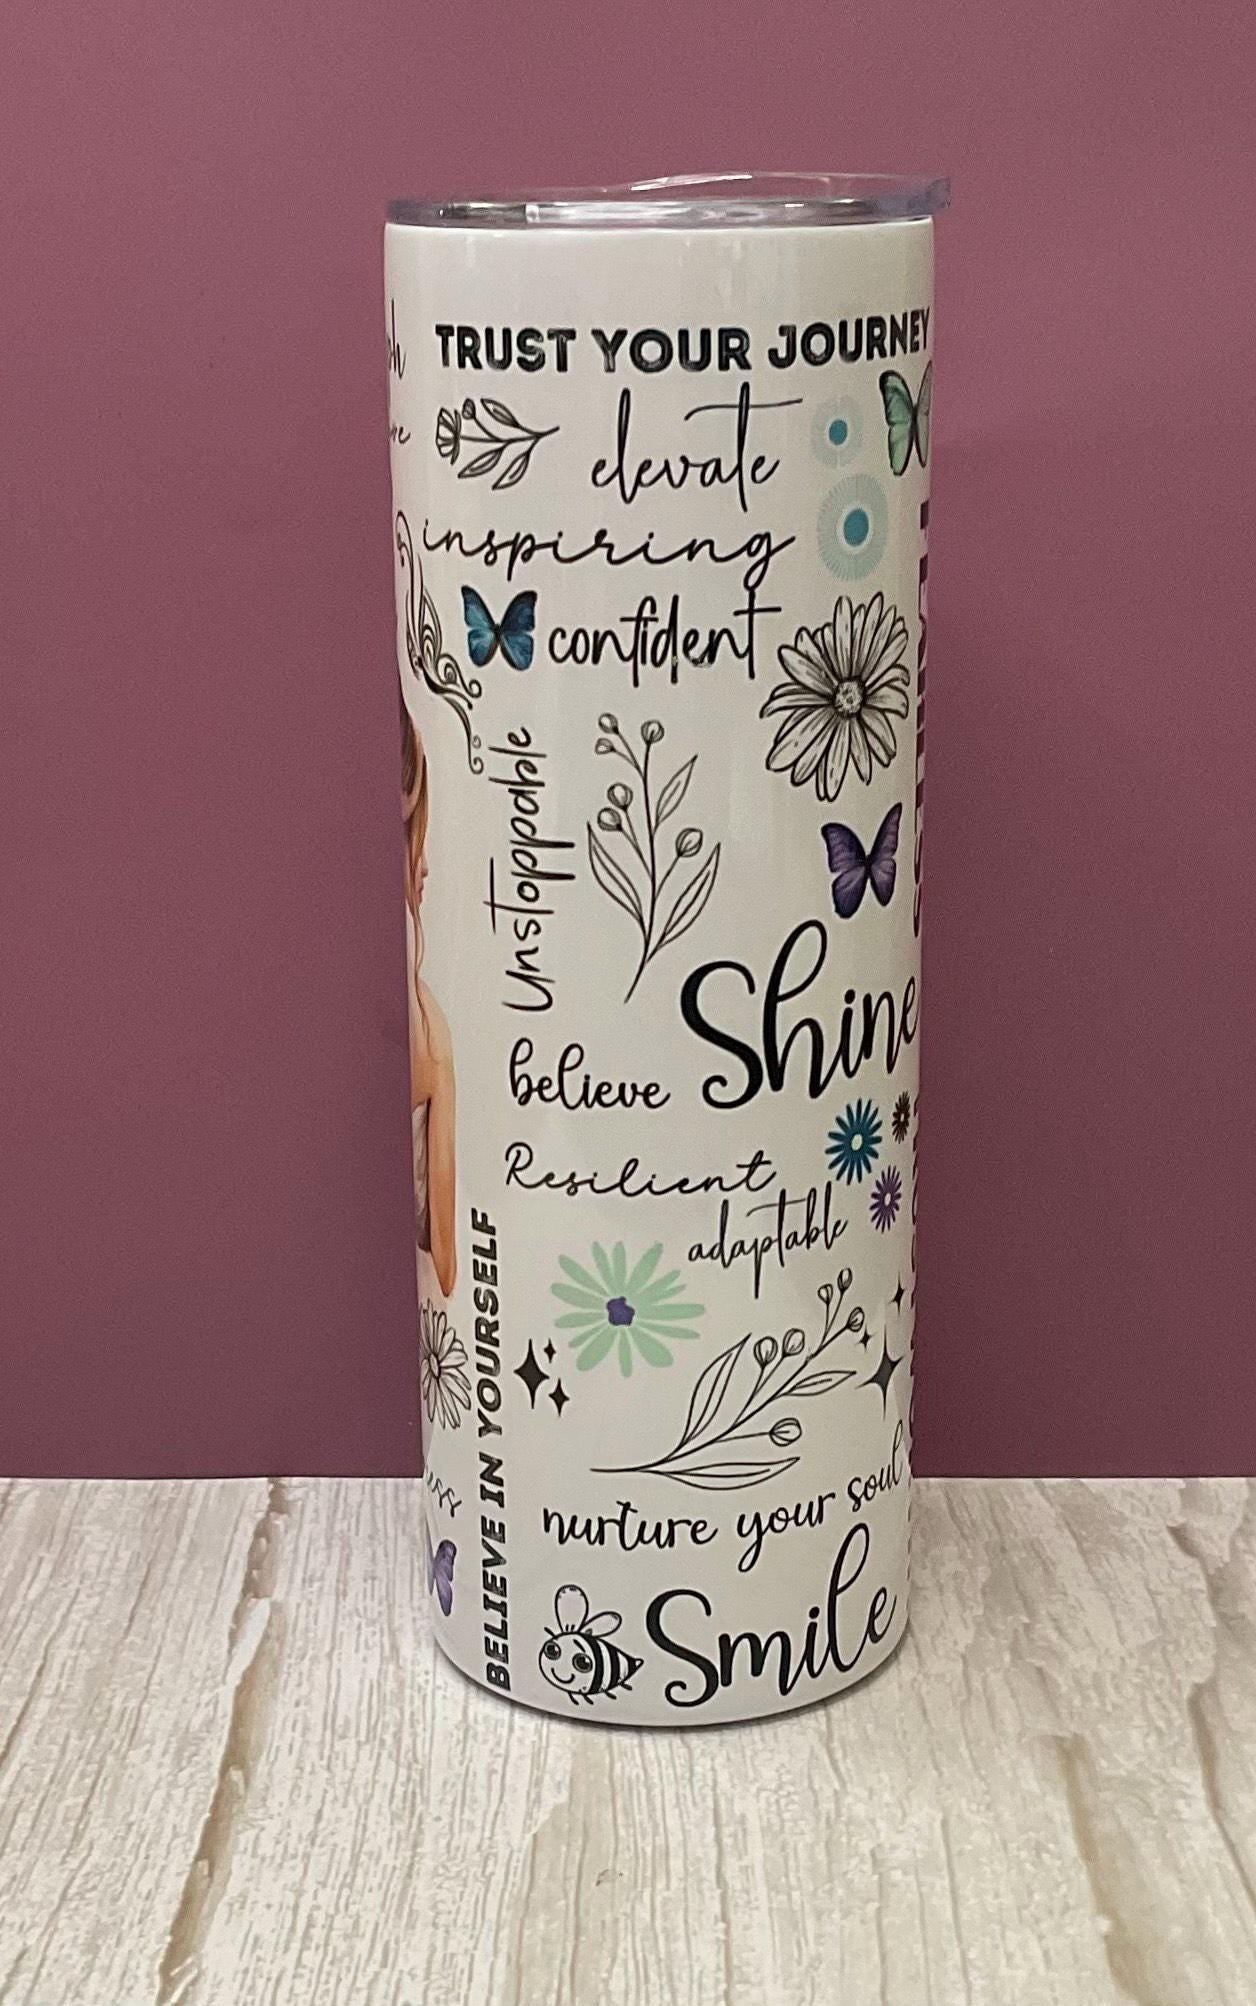 TRUST YOUR JOURNEY
elevate
inspiring
confident
Unstoppable
believe
Shine
Resilient
adaptable
BELIEVE IN YOURSELF
nurture your soul
Smile